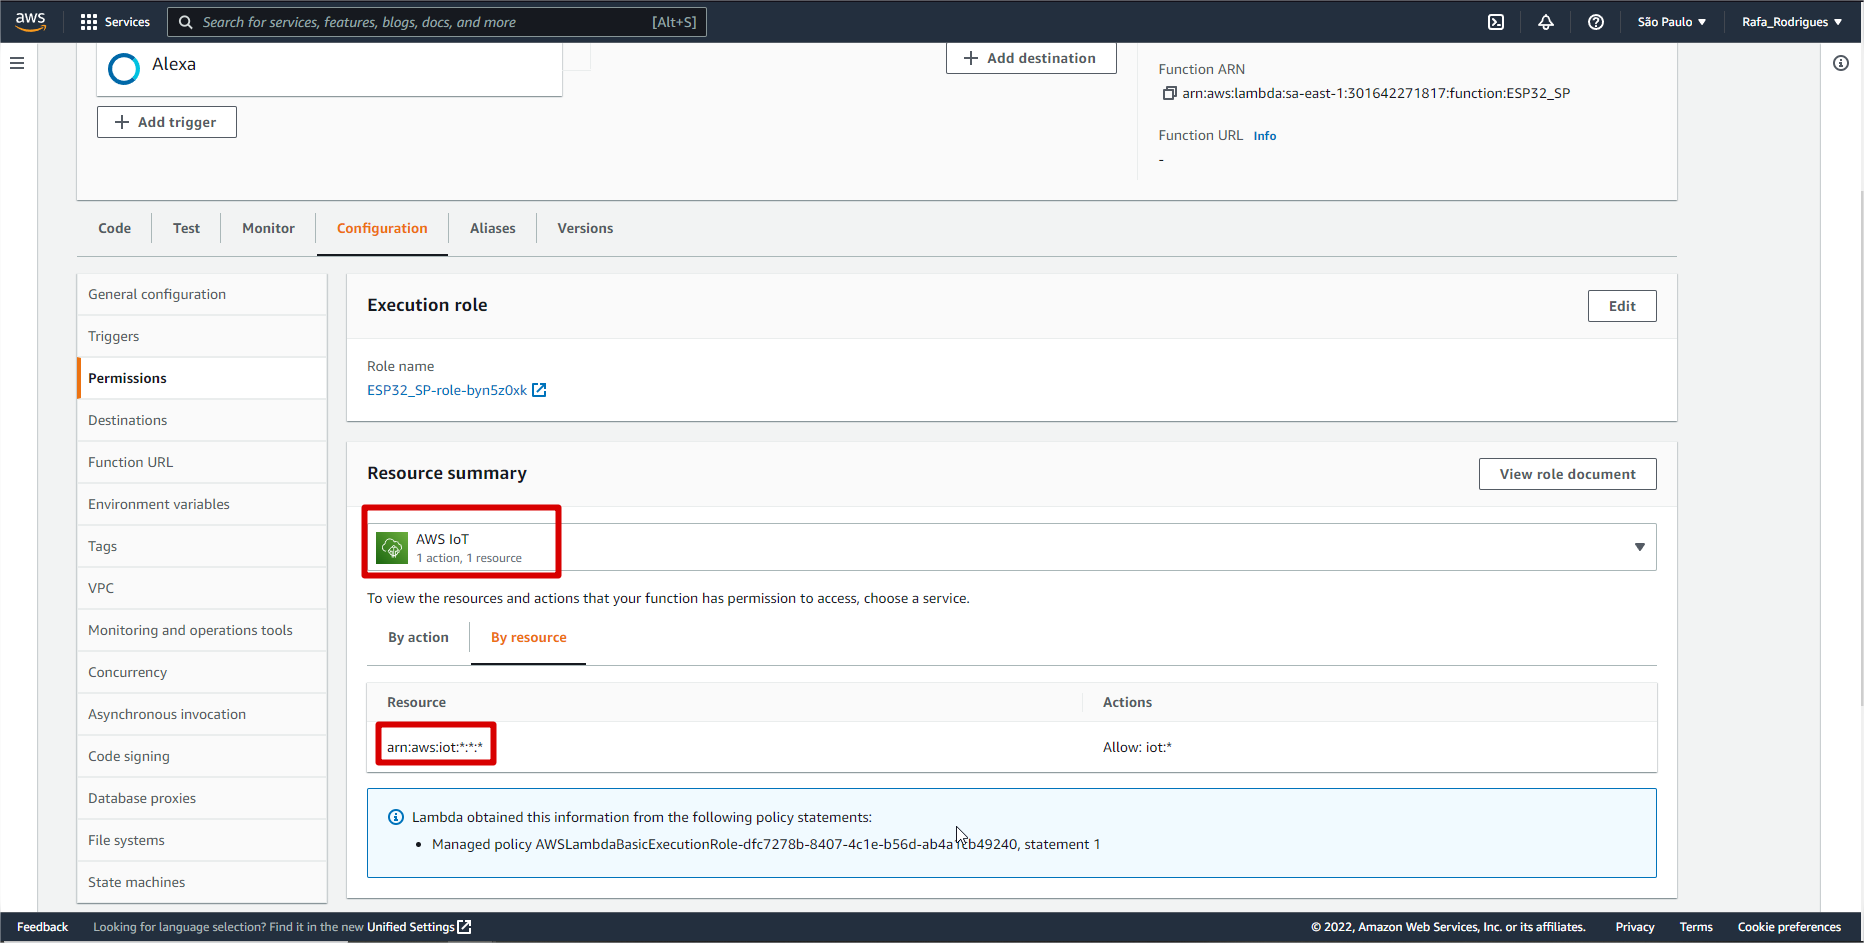 aws
Services
Search for services, features, blogs, docs, and more
[Alt+S]
São Paulo
Rafa_Rodrigues
Alexa
Add trigger
Add destination
Function ARN
arn:aws:lambda:sa-east-1:301642271817:function:ESP32_SP
Function URL Info
-
Code
Test
Monitor
Configuration
Aliases
Versions
General configuration
Triggers
Permissions
Destinations
Function URL
Environment variables
Tags
VPC
Monitoring and operations tools
Concurrency
Asynchronous invocation
Code signing
Database proxies
File systems
State machines
Execution role
Edit
Role name
ESP32_SP-role-byn5z0xk
Resource summary
View role document
AWS IoT
1 action, 1 resource
To view the resources and actions that your function has permission to access, choose a service.
By action
By resource
Resource
Actions
arn:aws:iot:*:*:*
Allow: iot:*
Lambda obtained this information from the following policy statements:
Managed policy , statement 1
Feedback
Looking for language selection? Find it in the new Unified Settings
© 2022, Amazon Web Services, Inc. or its affiliates.
Privacy
Terms
Cookie preferences